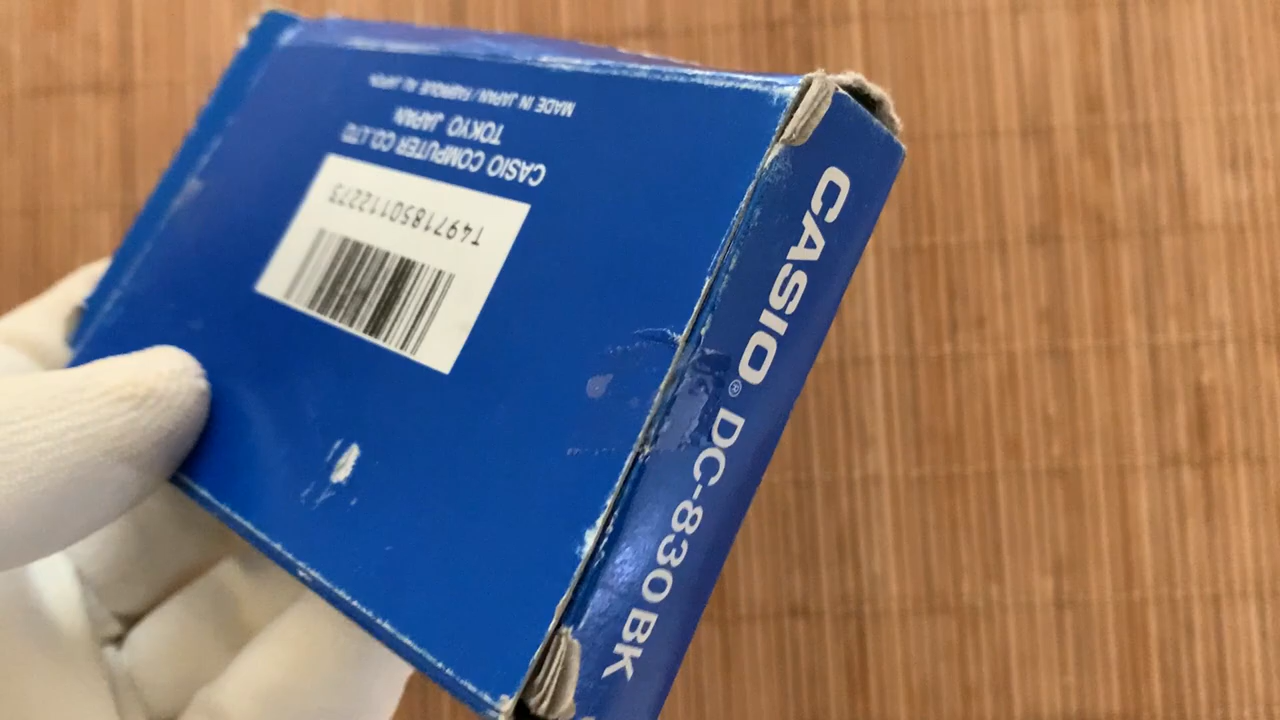 T4971850112273
CASIO COMPUTER CO.,LTD.
TOKYO JAPAN
MADE IN JAPAN / FABRIQUE AU JAPON
CASIO® DC-830BK